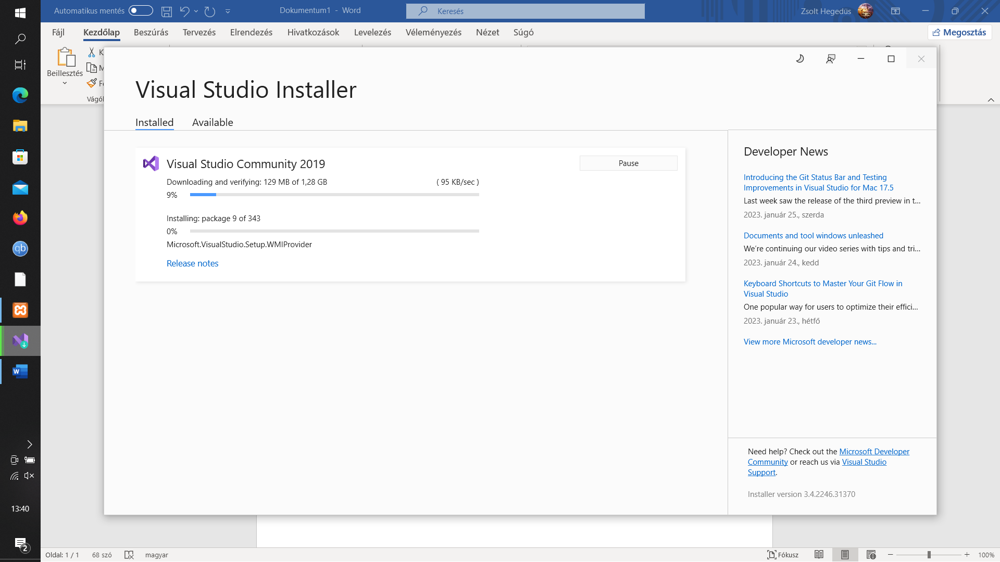 Automatikus mentés
Dokumentum1 - Word
Keresés
Zsolt Hegedüs
Fájl Kezdőlap Beszúrás Tervezés Elrendezés Hivatkozások Levelezés Véleményezés Nézet Súgó
Megosztás
Beillesztés
Visual Studio Installer
Installed Available
Visual Studio Community 2019
Pause
Downloading and verifying: 129 MB of 1,28 GB ( 95 KB/sec )
9%
Installing: package 9 of 343
0%
Microsoft.VisualStudio.Setup.WMIProvider
Release notes
Developer News
Introducing the Git Status Bar and Testing
Improvements in Visual Studio for Mac 17.5
Last week saw the release of the third preview in t...
2023. január 25., szerda
Documents and tool windows unleashed
We're continuing our video series with tips and tri...
2023. január 24., kedd
Keyboard Shortcuts to Master Your Git Flow in
Visual Studio
One popular way for users to optimize their effici...
2023. január 23., hétfő
View more Microsoft developer news...
Need help? Check out the Microsoft Developer
Community or reach us via Visual Studio
Support.
Installer version 3.4.2246.31370
qb
W
13:40
2
Oldal: 1 / 1 68 szó magyar
Fókusz
100%